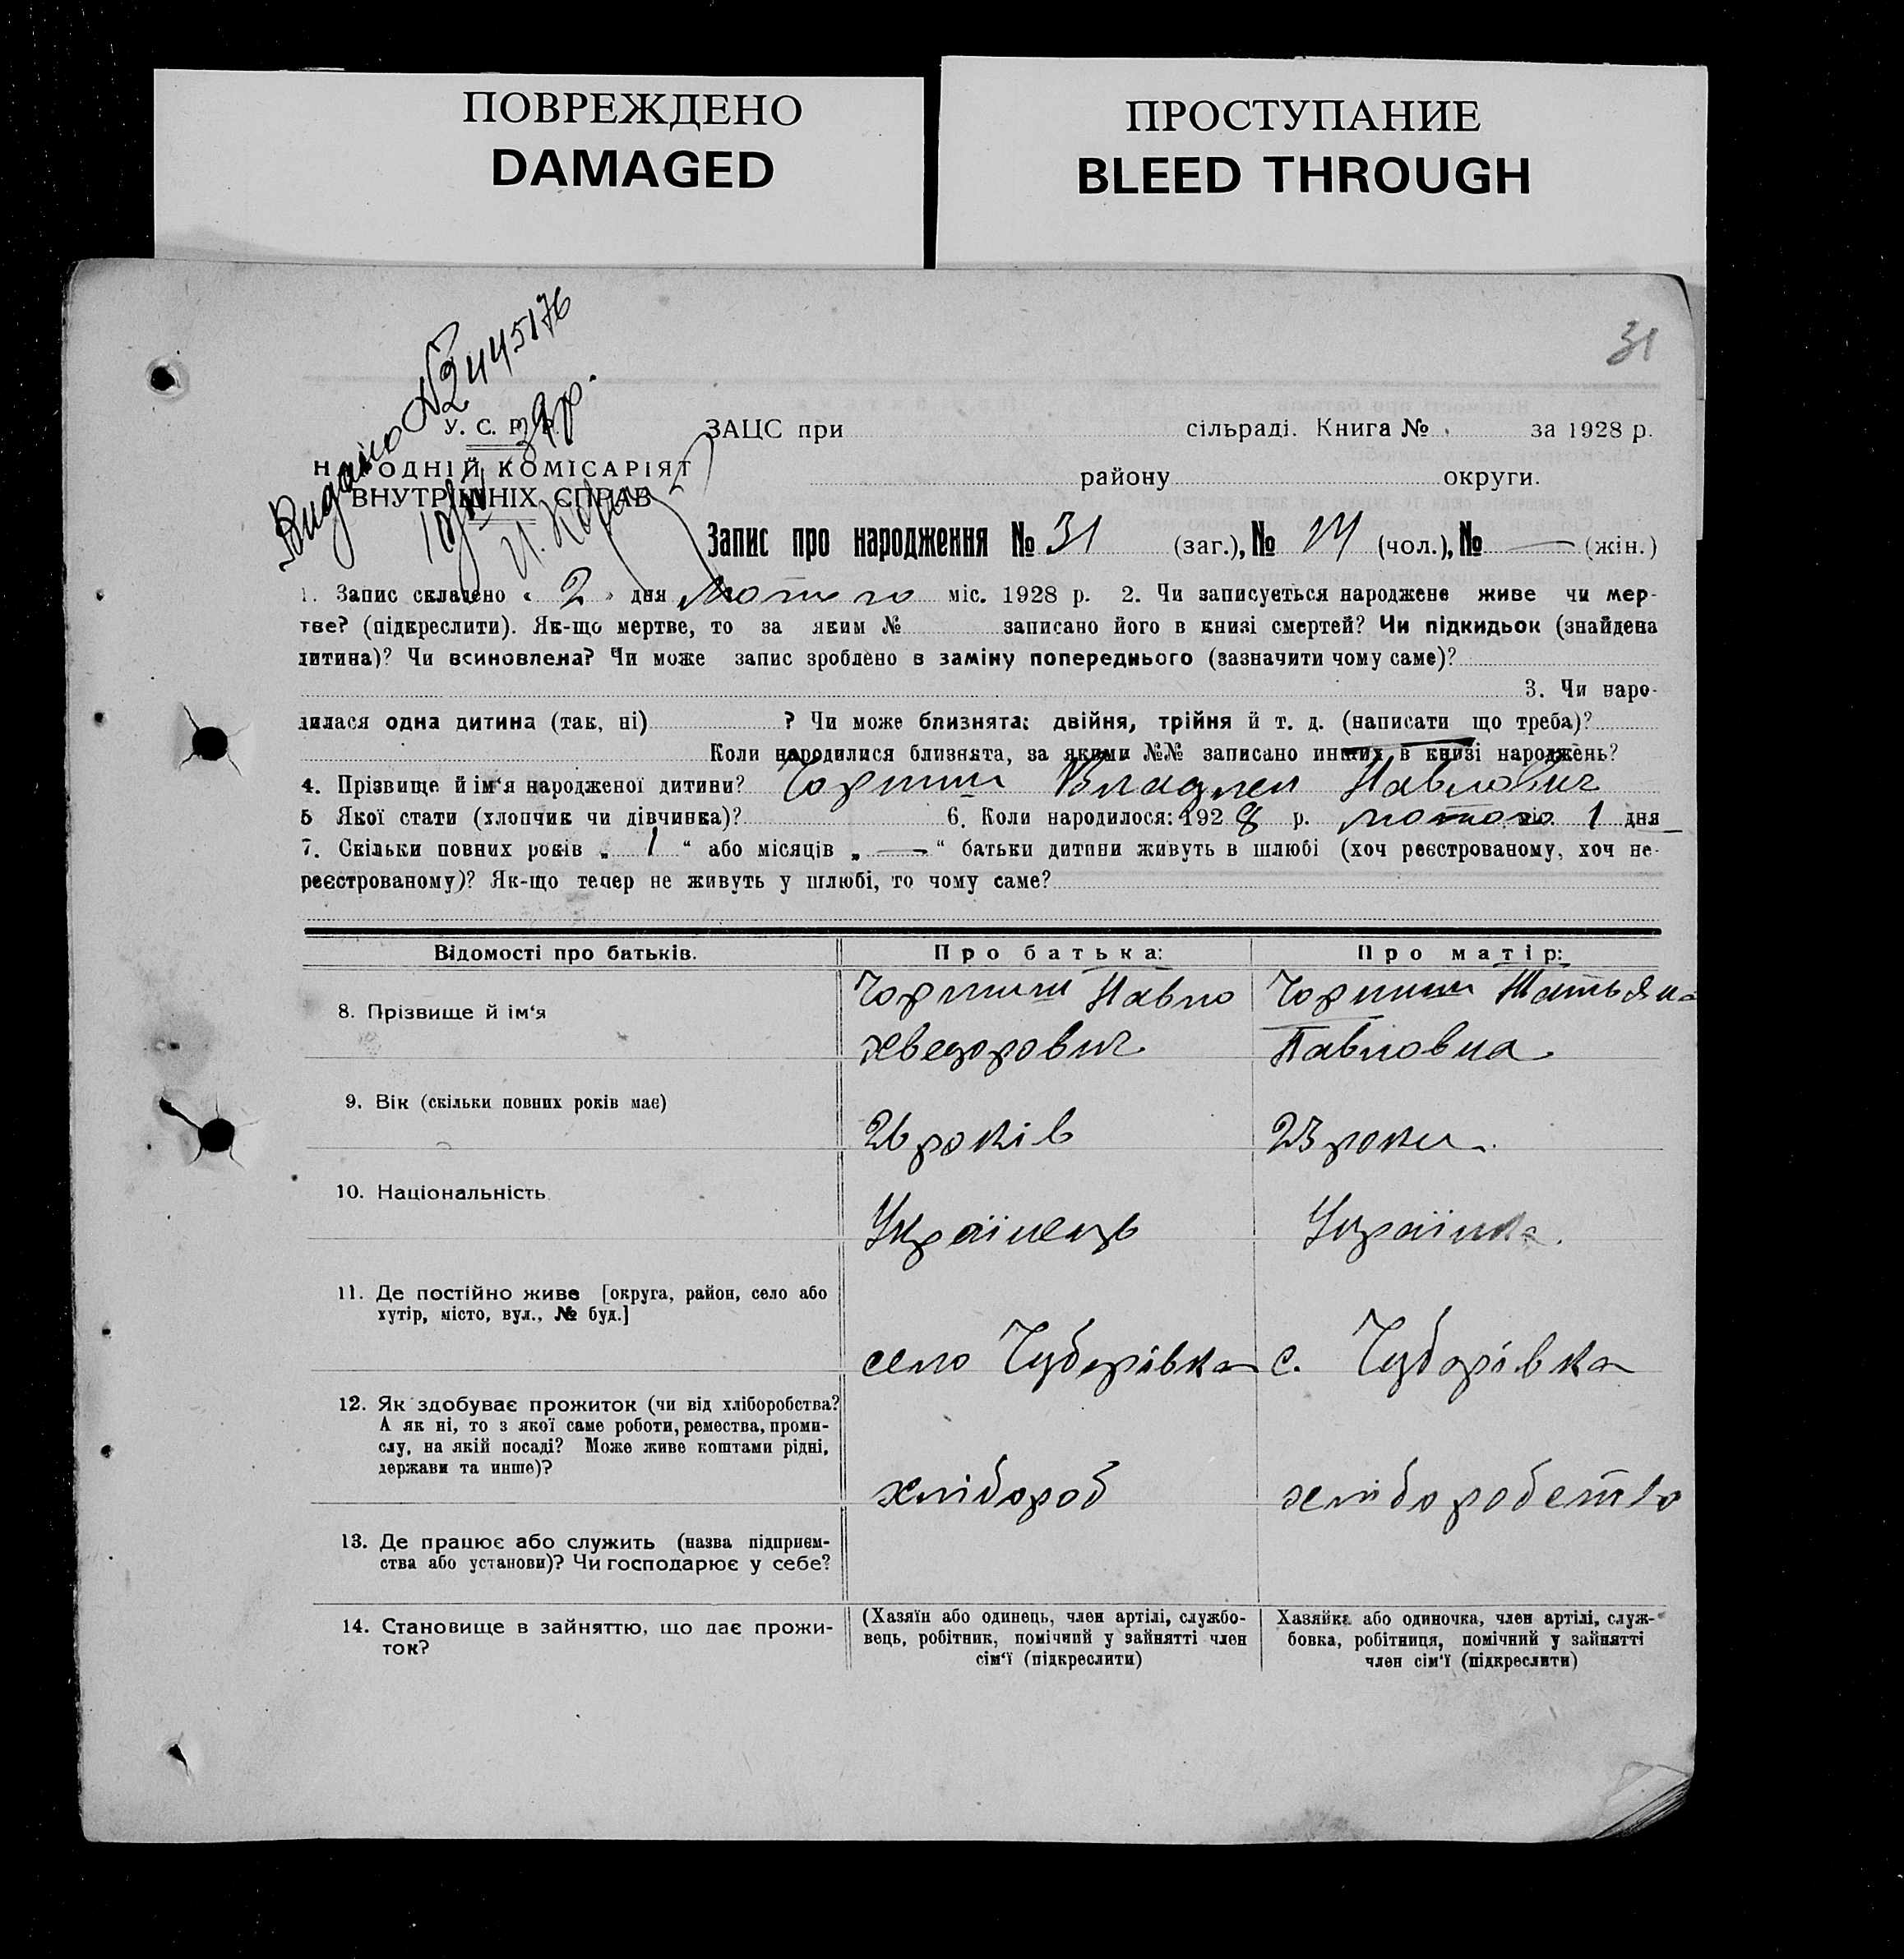 ПОВРЕЖДЕНО
DAMAGED
ПРОСТУПАНИЕ
BLEED THROUGH
31
Видано № 2445176
У. С. Р. Р.
НАРОДНІЙ КОМІСАРІЯТ
ВНУТРІШНІХ СПРАВ
ЗАЦС при сільраді. Книга № за 1928 р.
району округи.
Запис про народження № 31 (заг.), № (чол.), № — (жін.)
1. Запис складено « 2 » дня лютого міс. 1928 р. 2. Чи записується народжене живе чи мер-
тве? (підкреслити). Як-що мертве, то за яким № записано його в книзі смертей? Чи підкидьок (знайдена
дитина)? Чи всиновлена? Чи може запис зроблено в заміну попереднього (зазначити чому саме)?
3. Чи наро-
дилася одна дитина (так, ні) ? Чи може близнята: двійня, трійня й т. д. (написати що треба)?
Коли народилися близнята, за якими №№ записано инших в книзі народжень?
4. Прізвище й ім‘я народженої дитини? Павлович
5 Якої стати (хлопчик чи дівчинка)? 6. Коли народилося: 1928 р. лютого міс. 1 дня
7. Скільки повних років „ 1 “ або місяців „ — “ батьки дитини живуть в шлюбі (хоч реєстрованому, хоч не-
реєстрованому)? Як-що тепер не живуть у шлюбі, то чому саме?
Відомості про батьків. Про батька: Про матір:
8. Прізвище й ім‘я Павло Татьяна
Хведорович Павловна
9. Вік (скільки повних років має) 26 років 23 роки.
10. Національність Українець Українка.
11. Де постійно живе [округа, район, село або
хутір, місто, вул., № буд.]
село Чубарівка с. Чубарівка
12. Як здобуває прожиток (чи від хліборобства?
А як ні, то з якої саме роботи, ремества, проми-
слу, на якій посаді? Може живе коштами рідні,
держави та инше)?
хлібороб хліборобство
13. Де працює або служить (назва підприєм-
ства або установи)? Чи господарює у себе?
14. Становище в зайняттю, що дає прожи-
ток?
(Хазяїн або одинець, член артілі, службо-
вець, робітник, помічний у зайнятті член
сім‘ї (підкреслити)
Хазяйка або одиночка, член артілі, служ-
бовка, робітниця, помічний у зайнятті
член сім‘ї (підкреслити)